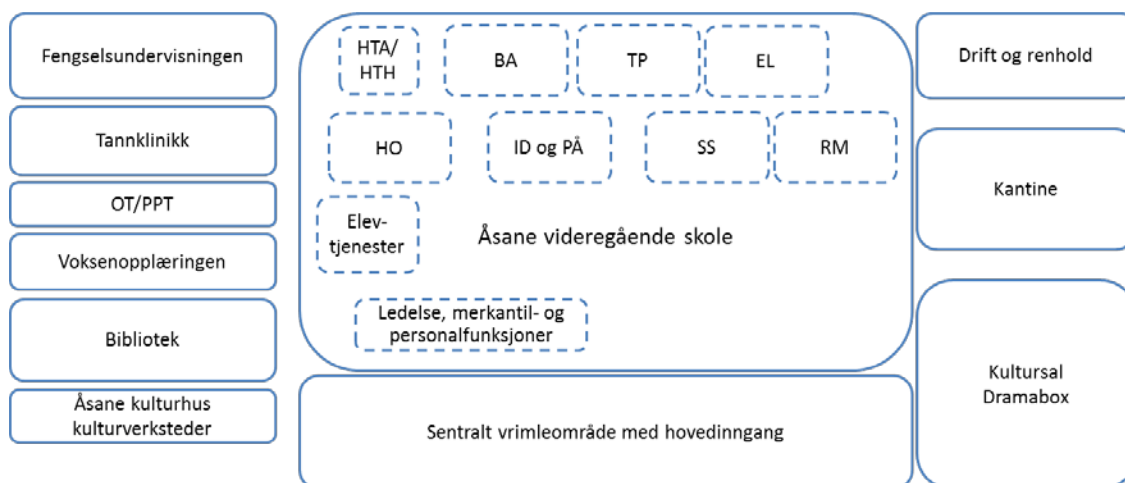 Fengselsundervisningen
Tannklinikk
OT/PPT
Voksenopplæringen
Bibliotek
Åsane kulturhus
kulturverksteder
HTA/
HTH
BA
TP
EL
HO
ID og PÅ
SS
RM
Elev-
tjenester
Åsane videregående skole
Ledelse, merkantil- og
personalfunksjoner
Sentralt vrimleområde med hovedinngang
Drift og renhold
Kantine
Kultursal
Dramabox